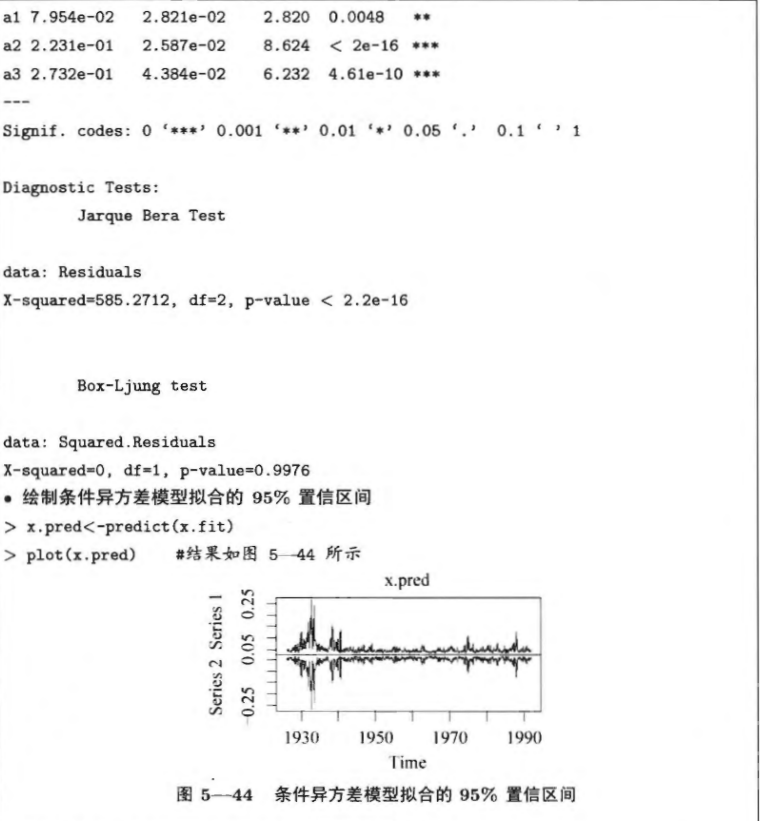 a1 7.954e-02 2.821e-02 2.820 0.0048 **
a2 2.231e-01 2.587e-02 8.624 < 2e-16 ***
a3 2.732e-01 4.384e-02 6.232 4.61e-10 ***
---
Signif. codes: 0 ‘***’ 0.001 ‘**’ 0.01 ‘*’ 0.05 ‘.’ 0.1 ‘ ’ 1
Diagnostic Tests:
Jarque Bera Test
data: Residuals
X-squared=585.2712, df=2, p-value < 2.2e-16
Box-Ljung test
data: Squared.Residuals
X-squared=0, df=1, p-value=0.9976
• 绘制条件异方差模型拟合的 95% 置信区间
> x.pred<-predict(x.fit)
> plot(x.pred) #结果如图 5—44 所示
x.pred
Series 1
0.25
0.05
Series 2
-0.25
1930 1950 1970 1990
Time
图 5—44 条件异方差模型拟合的 95% 置信区间